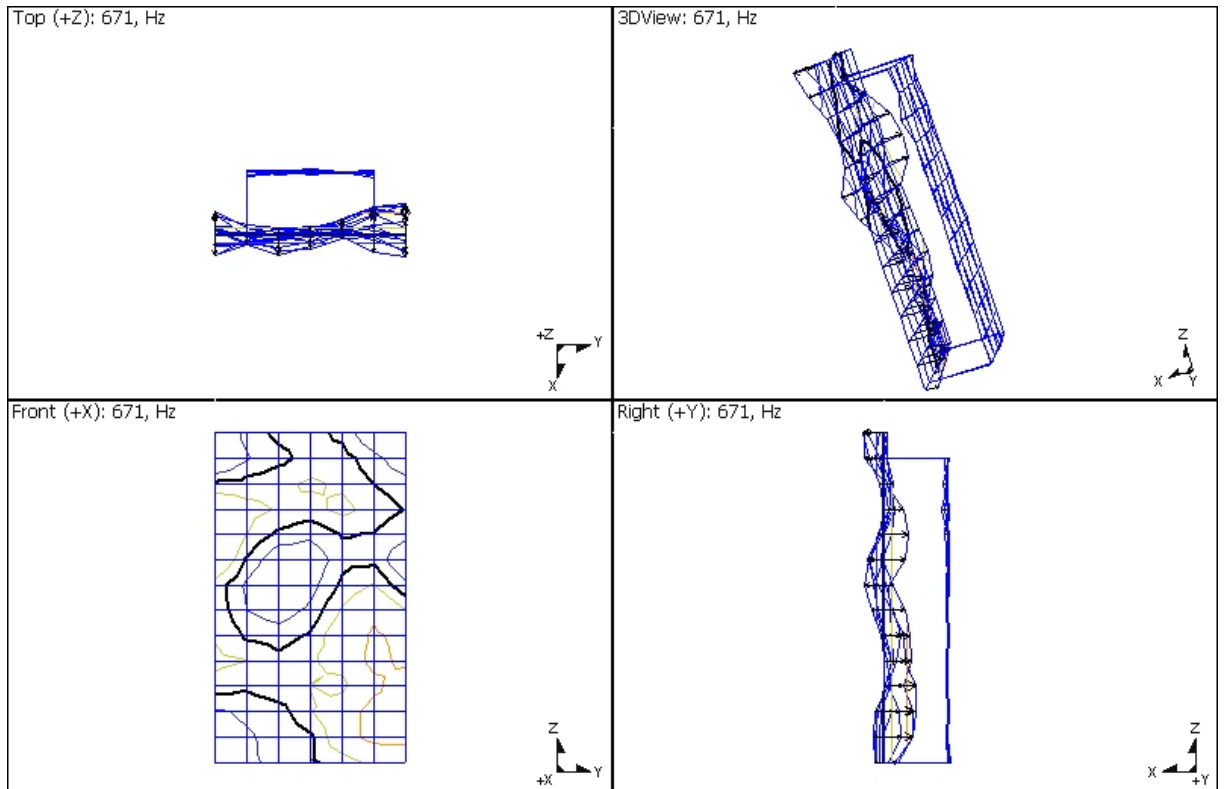 Top (+Z): 671, Hz
3DView: 671, Hz
+Z
Y
X
Z
X
Y
Front (+X): 671, Hz
Right (+Y): 671, Hz
Z
+X
Y
Z
X
+Y